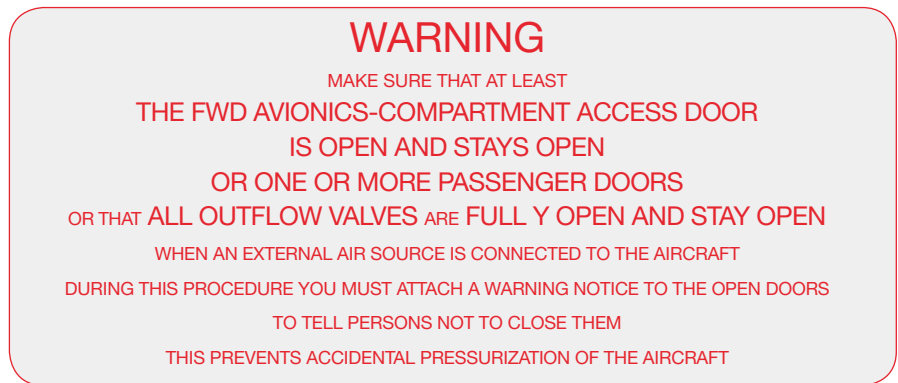 WARNING
MAKE SURE THAT AT LEAST
THE FWD AVIONICS-COMPARTMENT ACCESS DOOR
IS OPEN AND STAYS OPEN
OR ONE OR MORE PASSENGER DOORS
OR THAT ALL OUTFLOW VALVES ARE FULL Y OPEN AND STAY OPEN
WHEN AN EXTERNAL AIR SOURCE IS CONNECTED TO THE AIRCRAFT
DURING THIS PROCEDURE YOU MUST ATTACH A WARNING NOTICE TO THE OPEN DOORS
TO TELL PERSONS NOT TO CLOSE THEM
THIS PREVENTS ACCIDENTAL PRESSURIZATION OF THE AIRCRAFT